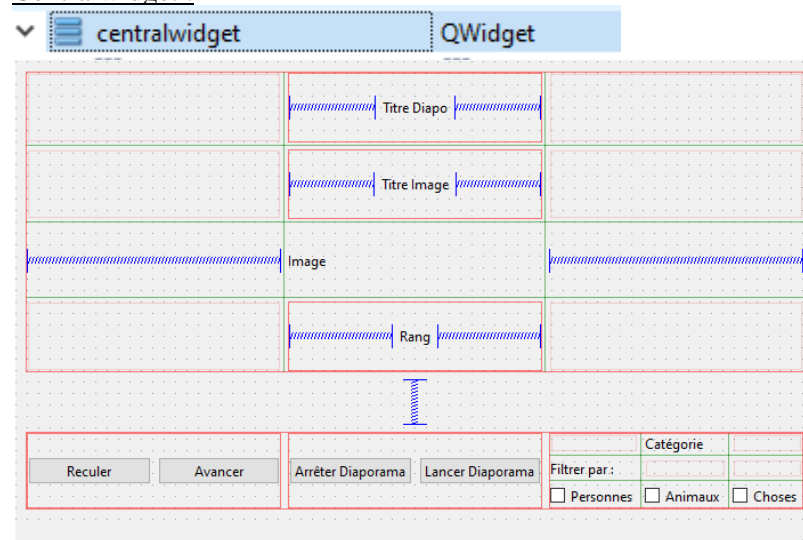 centralwidget QWidget
Titre Diapo
Titre Image
Image
Rang
Catégorie
Reculer Avancer Arrêter Diaporama Lancer Diaporama Filtrer par :
Personnes Animaux Choses